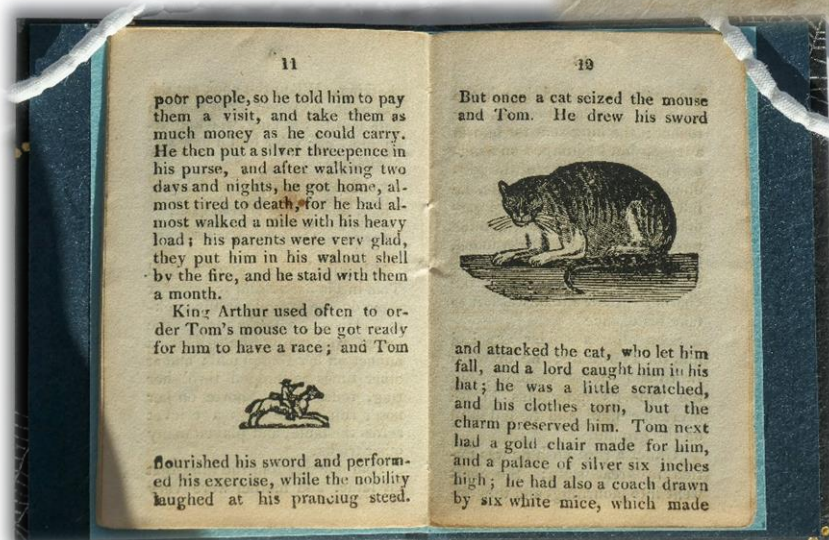 11
poor people, so he told him to pay
them a visit, and take them as
much money as he could carry.
He then put a silver threepence in
his purse, and after walking two
days and nights, he got home, al-
most tired to death, for he had al-
most walked a mile with his heavy
load; his parents were very glad,
they put him in his walnut shell
by the fire, and he staid with them
a month.
King Arthur used often to or-
der Tom's mouse to be got ready
for him to have a race; and Tom
flourished his sword and perform-
ed his exercise, while the nobility
laughed at his pranciug steed.
12
But once a cat seized the mouse
and Tom. He drew his sword
and attacked the cat, who let him
fall, and a lord caught him in his
hat; he was a little scratched,
and his clothes torn, but the
charm preserved him. Tom next
had a gold chair made for him,
and a palace of silver six inches
high; he had also a coach drawn
by six white mice, which made